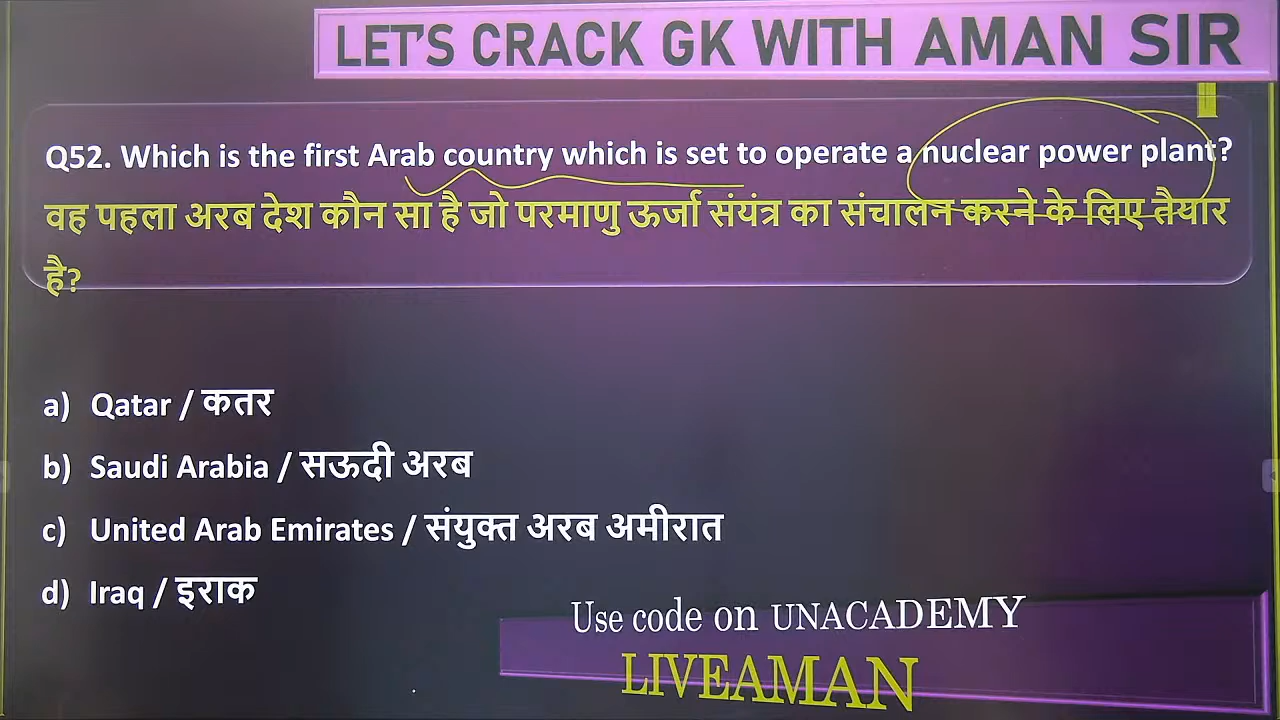 LET'S CRACK GK WITH AMAN SIR
Q52. Which is the first Arab country which is set to operate a nuclear power plant?
वह पहला अरब देश कौन सा है जो परमाणु ऊर्जा संयंत्र का संचालन करने के लिए तैयार
है?
a) Qatar / कतर
b) Saudi Arabia / सऊदी अरब
c) United Arab Emirates / संयुक्त अरब अमीरात
d) Iraq / इराक
Use code on UNACADEMY
LIVEAMAN